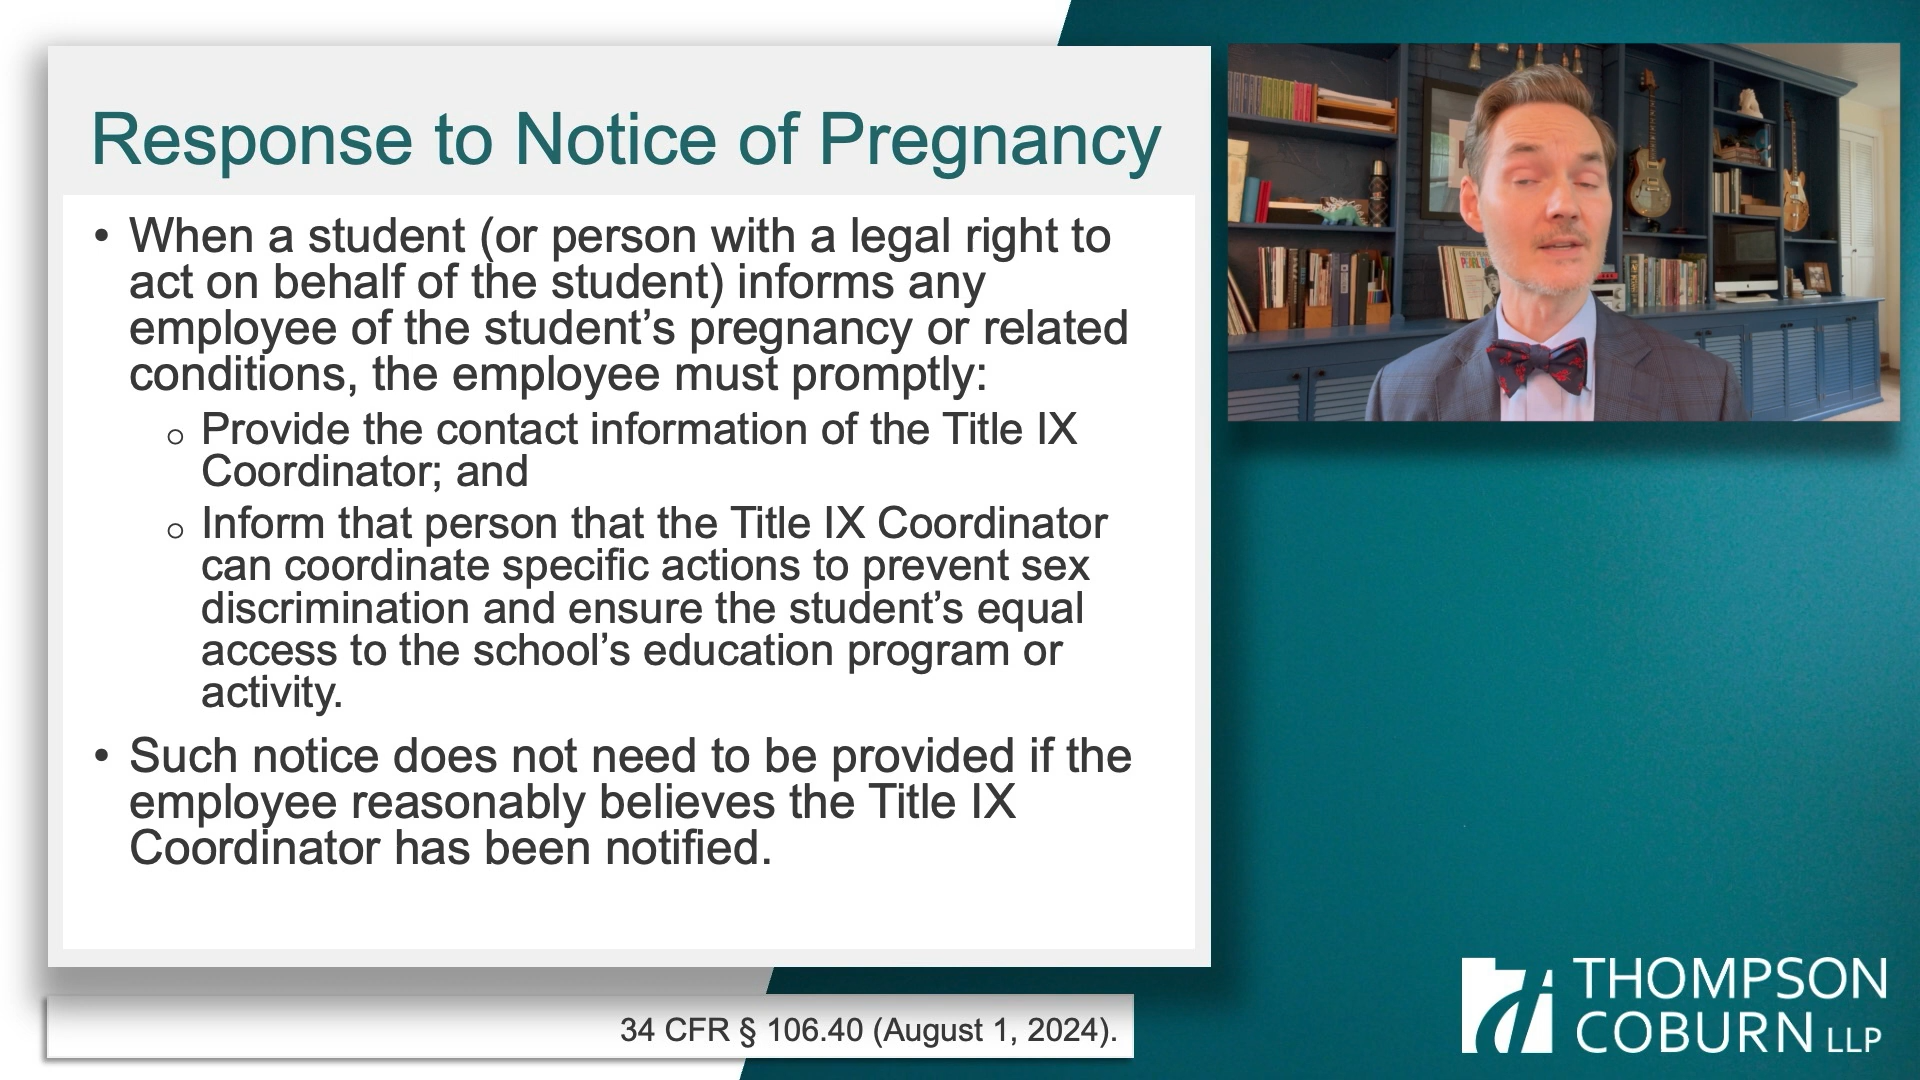 Response to Notice of Pregnancy
• When a student (or person with a legal right to
act on behalf of the student) informs any
employee of the student’s pregnancy or related
conditions, the employee must promptly:
o Provide the contact information of the Title IX
Coordinator; and
o Inform that person that the Title IX Coordinator
can coordinate specific actions to prevent sex
discrimination and ensure the student’s equal
access to the school’s education program or
activity.
• Such notice does not need to be provided if the
employee reasonably believes the Title IX
Coordinator has been notified.
34 CFR § 106.40 (August 1, 2024).
THOMPSON
COBURN LLP